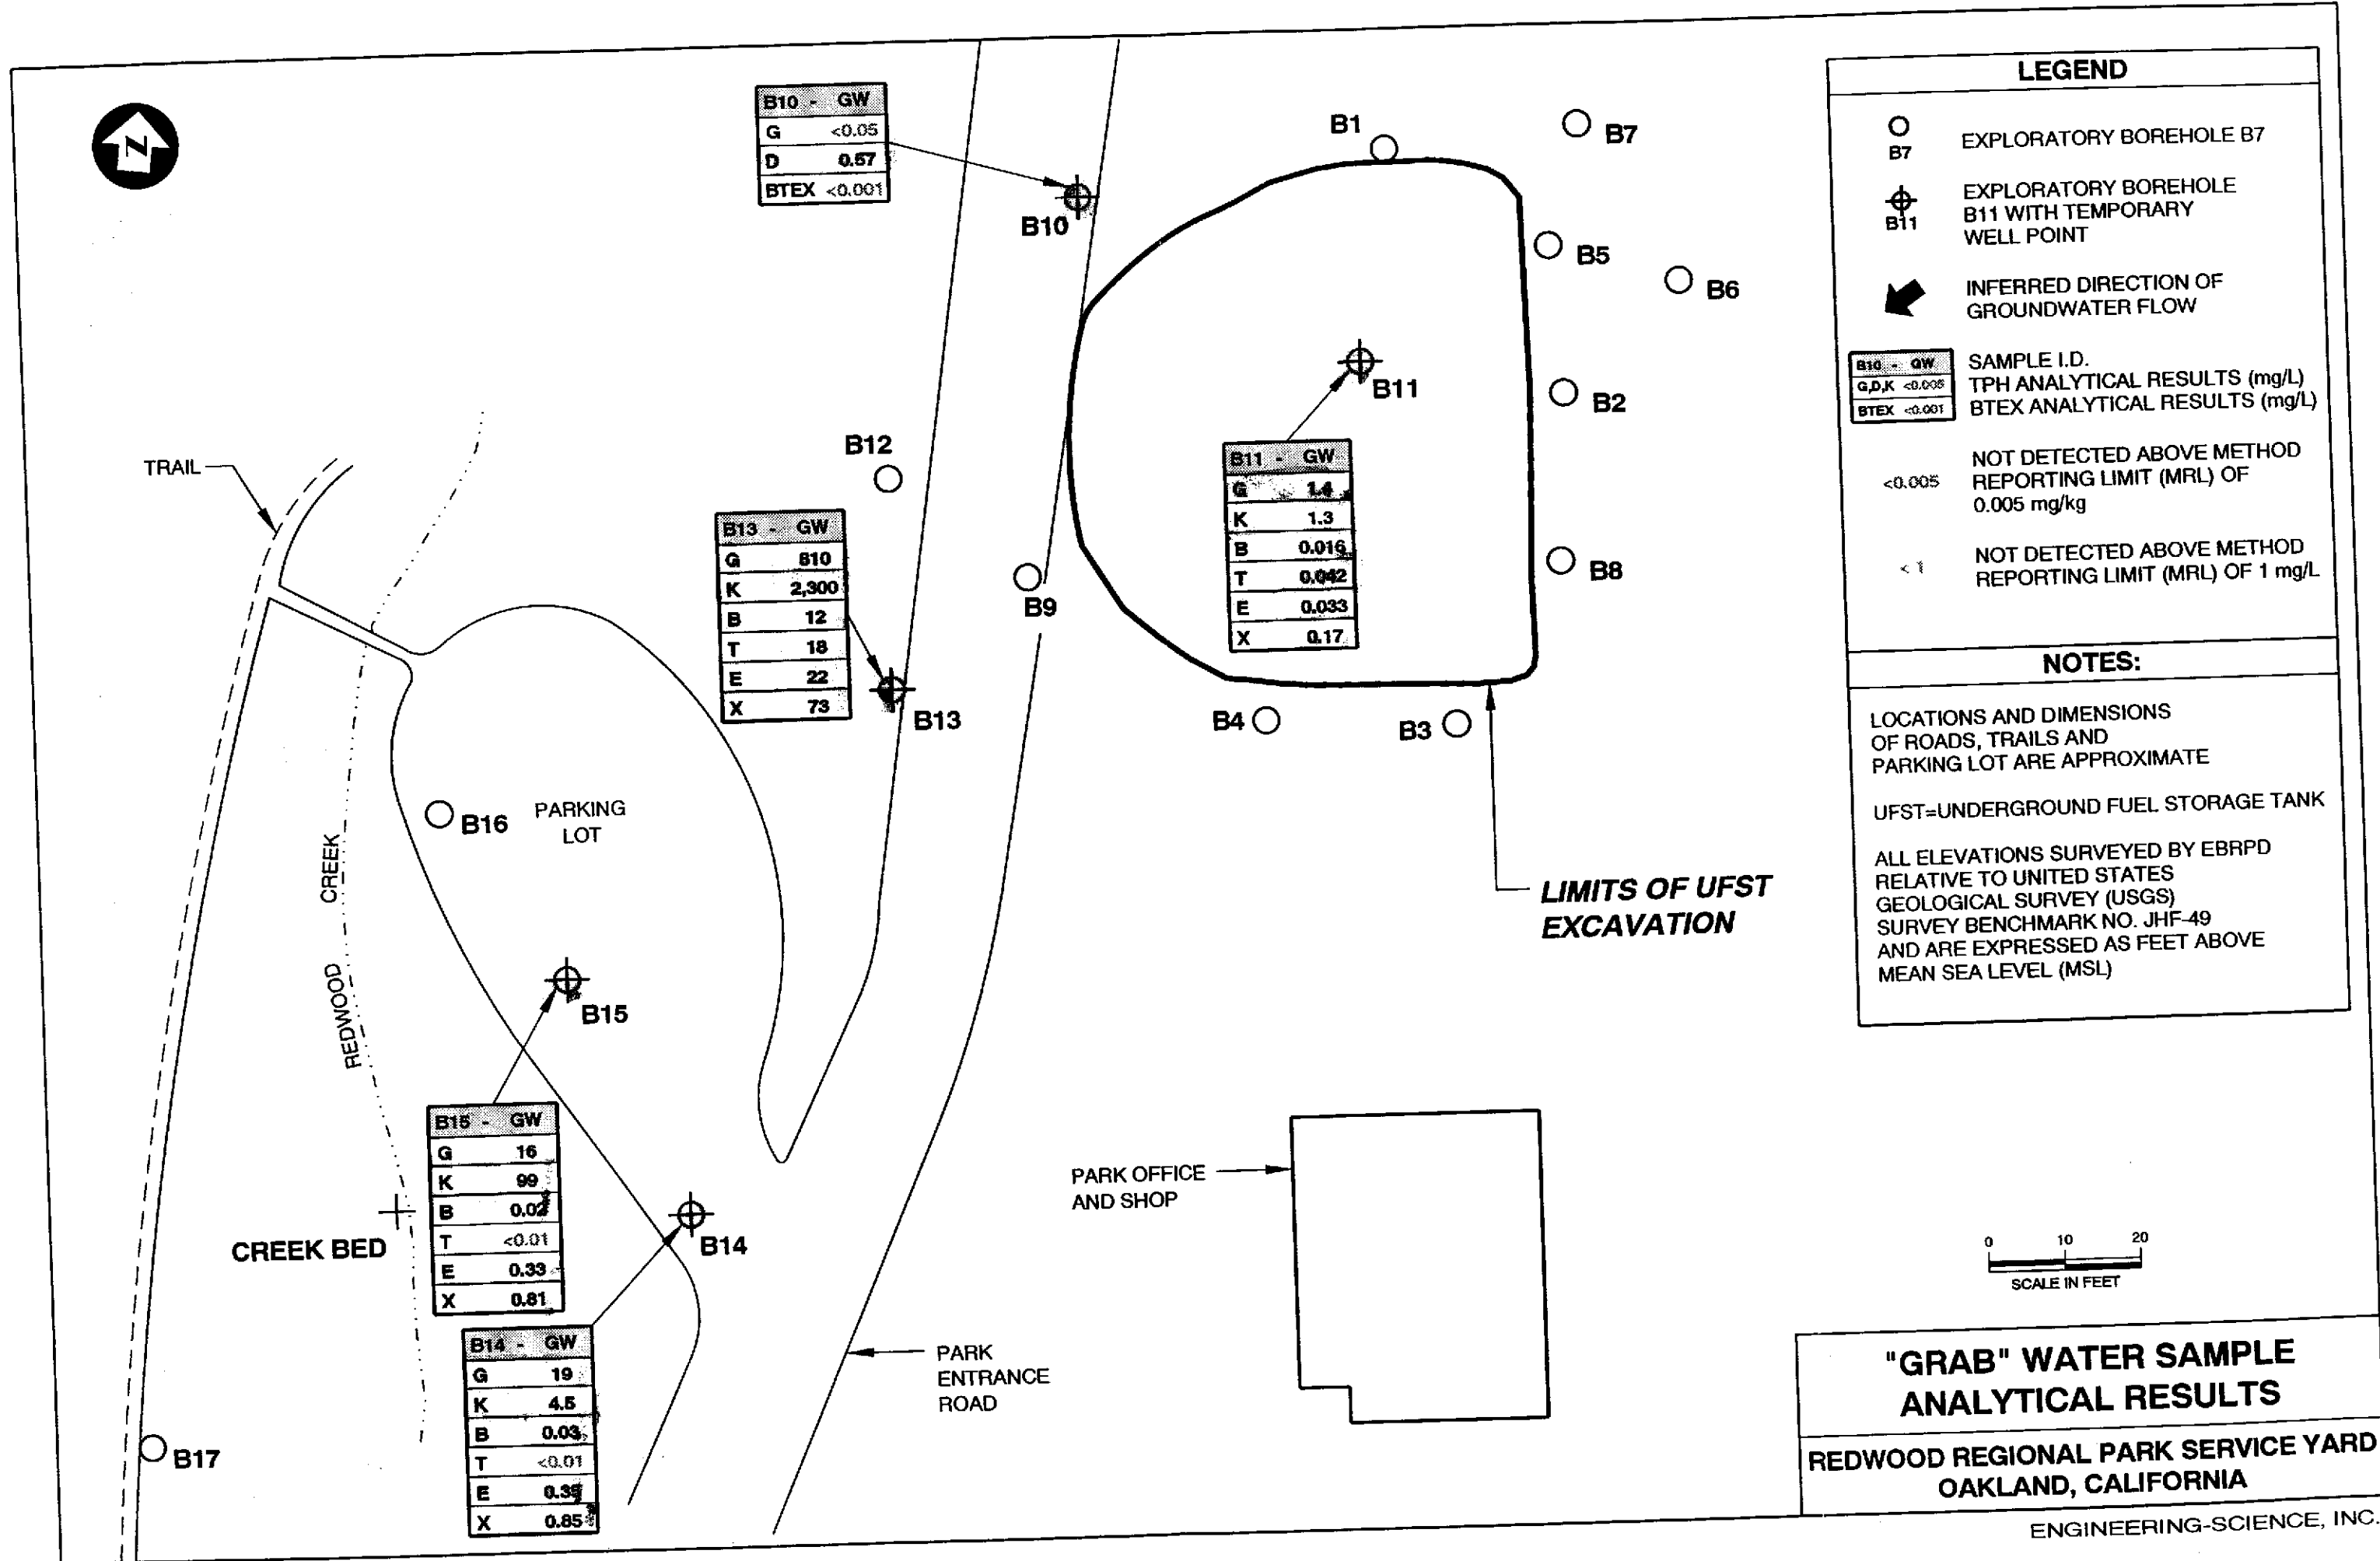 N
B10 - GW
G <0.05
D 0.57
BTEX <0.001
B10
B1
B7
B5
B6
B11
B2
B11 - GW
G 1.4
K 1.3
B 0.016
T 0.042
E 0.033
X 0.17
B8
B12
TRAIL
B13 - GW
G 810
K 2,300
B 12
T 18
E 22
X 73
B9
B13
B4
B3
B16
PARKING
LOT
REDWOOD CREEK
LIMITS OF UFST
EXCAVATION
B15
B15 - GW
G 16
K 99
B
T <0.01
E 0.33
X 0.81
CREEK BED
B14
B14 - GW
G 19
K 4.5
B 0.03
T <0.01
E
X 0.85
B17
PARK OFFICE
AND SHOP
PARK
ENTRANCE
ROAD
LEGEND
B7
EXPLORATORY BOREHOLE B7
B11
EXPLORATORY BOREHOLE
B11 WITH TEMPORARY
WELL POINT
INFERRED DIRECTION OF
GROUNDWATER FLOW
B10 - GW
G,D,K <0.005
BTEX <0.001
SAMPLE I.D.
TPH ANALYTICAL RESULTS (mg/L)
BTEX ANALYTICAL RESULTS (mg/L)
<0.005
NOT DETECTED ABOVE METHOD
REPORTING LIMIT (MRL) OF
0.005 mg/kg
<1
NOT DETECTED ABOVE METHOD
REPORTING LIMIT (MRL) OF 1 mg/L
NOTES:
LOCATIONS AND DIMENSIONS
OF ROADS, TRAILS AND
PARKING LOT ARE APPROXIMATE
UFST=UNDERGROUND FUEL STORAGE TANK
ALL ELEVATIONS SURVEYED BY EBRPD
RELATIVE TO UNITED STATES
GEOLOGICAL SURVEY (USGS)
SURVEY BENCHMARK NO. JHF-49
AND ARE EXPRESSED AS FEET ABOVE
MEAN SEA LEVEL (MSL)
0 10 20
SCALE IN FEET
"GRAB" WATER SAMPLE
ANALYTICAL RESULTS
REDWOOD REGIONAL PARK SERVICE YARD
OAKLAND, CALIFORNIA
ENGINEERING-SCIENCE, INC.